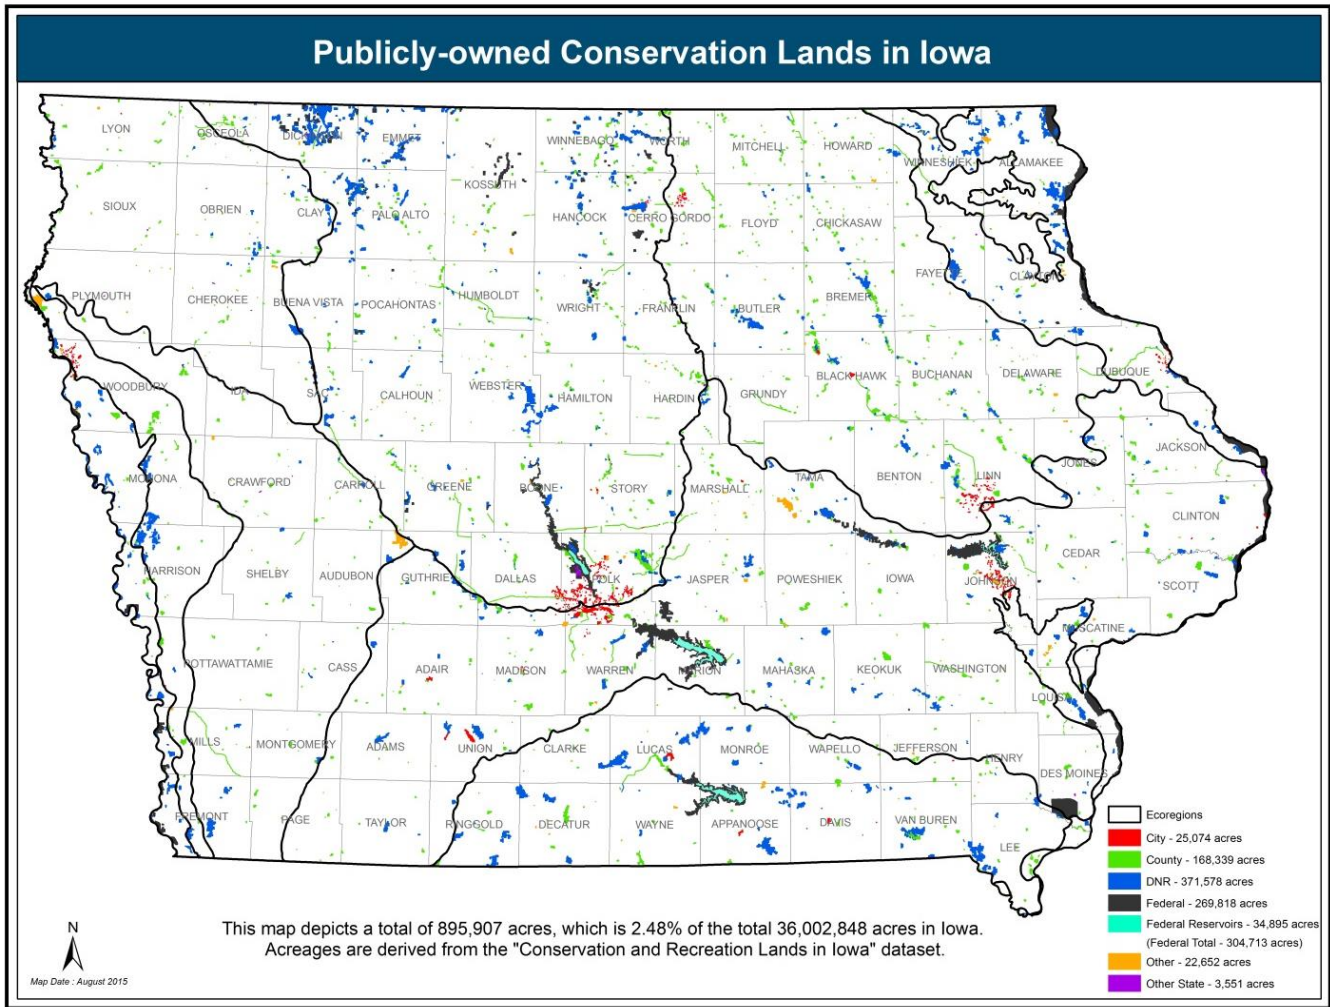 Publicly-owned Conservation Lands in Iowa
LYON
OSCEOLA
DICKINSON
EMMET
WINNEBAGO
WORTH
MITCHELL
HOWARD
WINNESHIEK
ALLAMAKEE
KOSSUTH
SIOUX
OBRIEN
CLAY
PALO ALTO
HANCOCK
CERRO GORDO
FLOYD
CHICKASAW
FAYETTE
CLAYTON
PLYMOUTH
CHEROKEE
BUENA VISTA
POCAHONTAS
HUMBOLDT
WRIGHT
FRANKLIN
BUTLER
BREMER
WOODBURY
IDA
SAC
CALHOUN
WEBSTER
HAMILTON
HARDIN
GRUNDY
BLACK HAWK
BUCHANAN
DELAWARE
DUBUQUE
MONONA
CRAWFORD
CARROLL
GREENE
BOONE
STORY
MARSHALL
TAMA
BENTON
LINN
JONES
JACKSON
CLINTON
HARRISON
SHELBY
AUDUBON
GUTHRIE
DALLAS
POLK
JASPER
POWESHIEK
IOWA
JOHNSON
CEDAR
SCOTT
MUSCATINE
POTTAWATTAMIE
CASS
ADAIR
MADISON
WARREN
MARION
MAHASKA
KEOKUK
WASHINGTON
LOUISA
MILLS
MONTGOMERY
ADAMS
UNION
CLARKE
LUCAS
MONROE
WAPELLO
JEFFERSON
HENRY
DES MOINES
FREMONT
PAGE
TAYLOR
RINGGOLD
DECATUR
WAYNE
APPANOOSE
DAVIS
VAN BUREN
LEE
Ecoregions
City - 25,074 acres
County - 168,339 acres
DNR - 371,578 acres
Federal - 269,818 acres
Federal Reservoirs - 34,895 acres
(Federal Total - 304,713 acres)
Other - 22,652 acres
Other State - 3,551 acres
This map depicts a total of 895,907 acres, which is 2.48% of the total 36,002,848 acres in Iowa.
Acreages are derived from the "Conservation and Recreation Lands in Iowa" dataset.
N
Map Date : August 2015